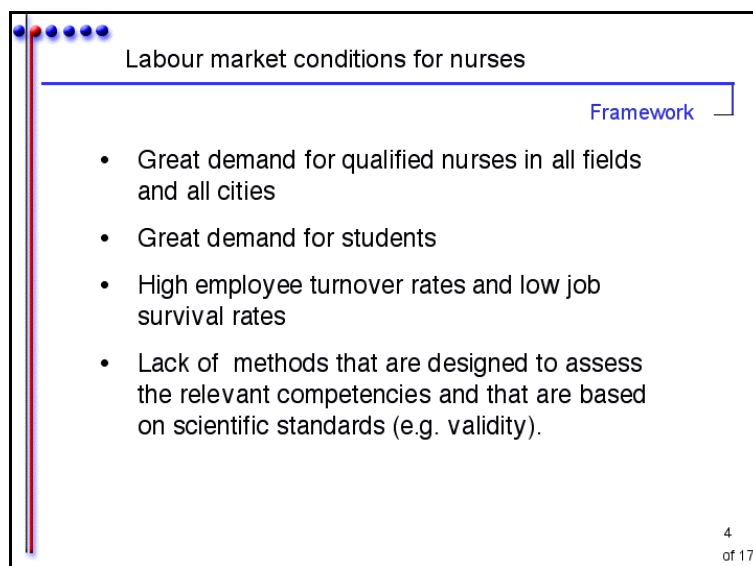 Labour market conditions for nurses
Framework
• Great demand for qualified nurses in all fields
and all cities
• Great demand for students
• High employee turnover rates and low job
survival rates
• Lack of  methods that are designed to assess
the relevant competencies and that are based
on scientific standards (e.g. validity).
4
of 17